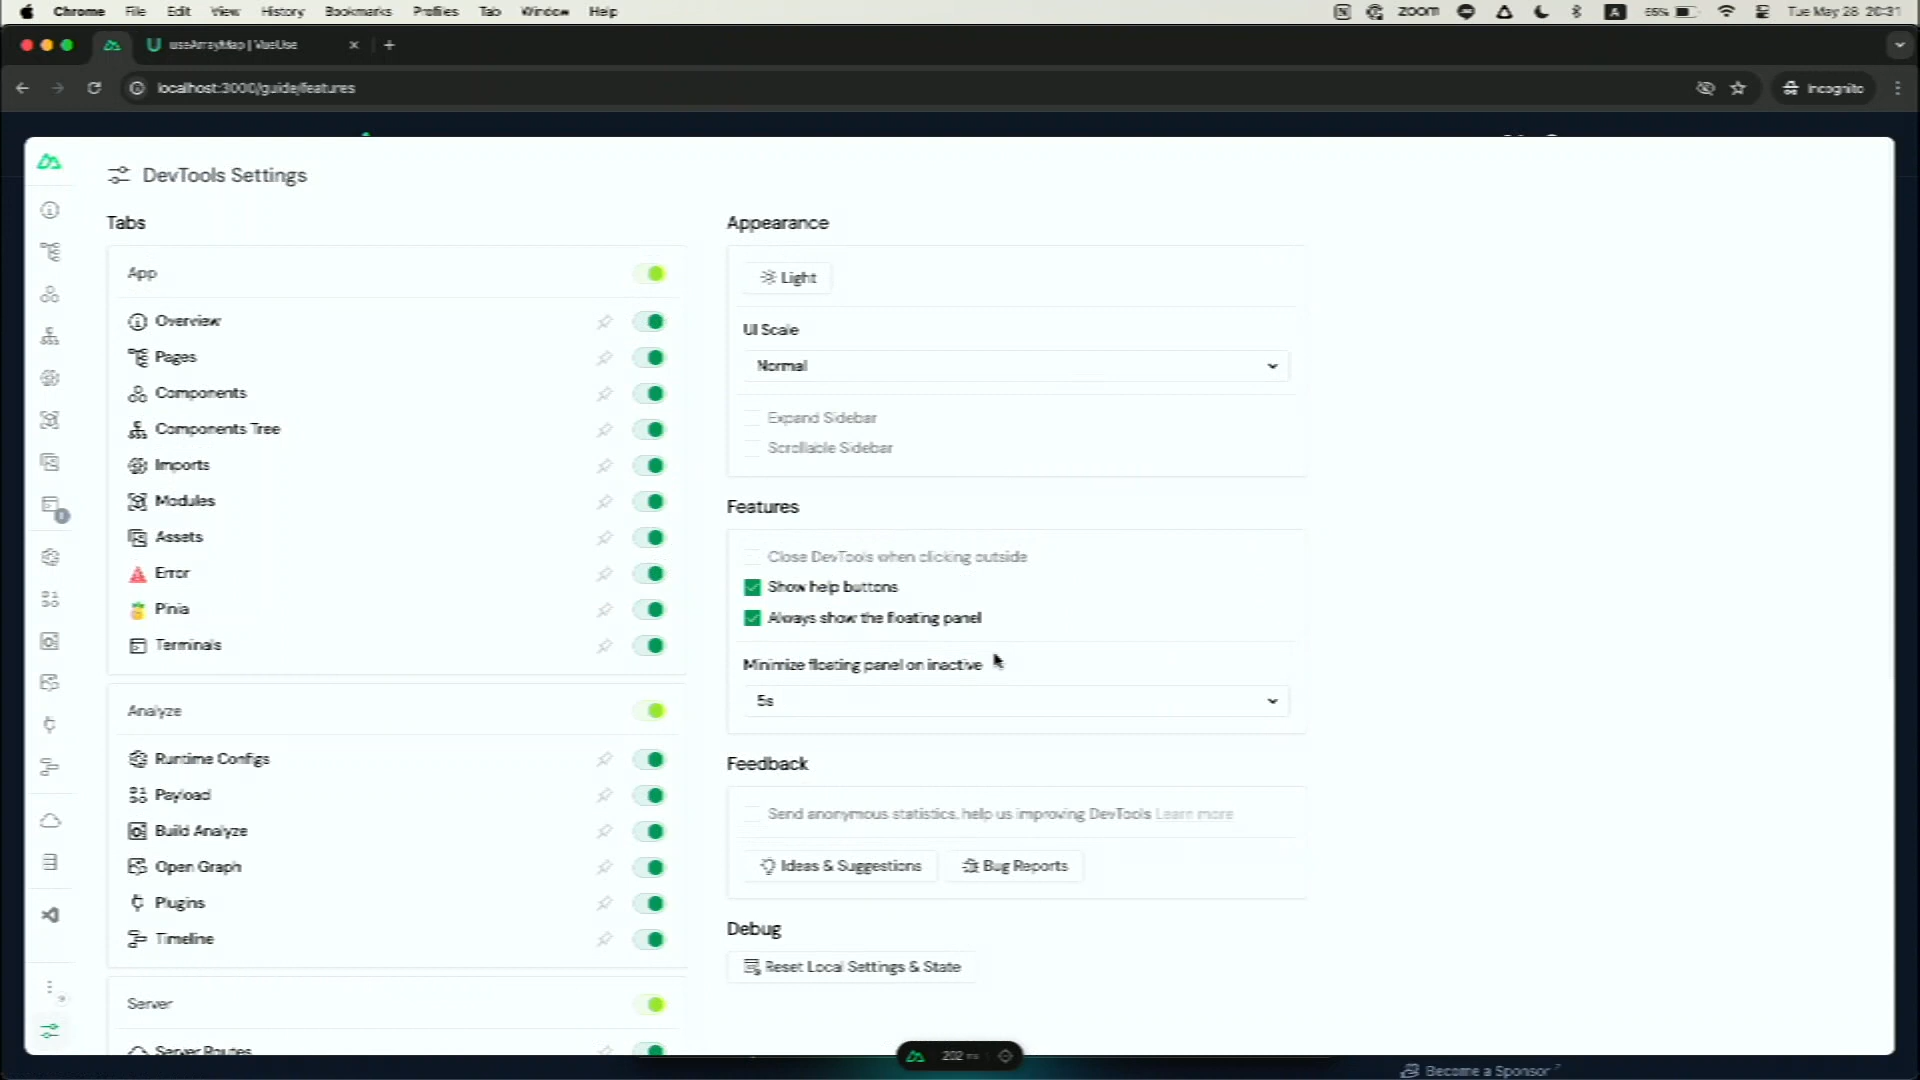 Chrome File Edit View History Bookmarks Profiles Tab Window Help
zoom A 65% Tue May 28 20:31
useArrayMap | VueUse
localhost:3000/guide/features
Incognito
DevTools Settings
Tabs
App
Overview
Pages
Components
Components Tree
Imports
Modules
Assets
Error
Pinia
Terminals
Analyze
Runtime Configs
Payload
Build Analyze
Open Graph
Plugins
Timeline
Server
Server Routes
Appearance
Light
UI Scale
Normal
Expand Sidebar
Scrollable Sidebar
Features
Close DevTools when clicking outside
Show help buttons
Always show the floating panel
Minimize floating panel on inactive
5s
Feedback
Send anonymous statistics, help us improving DevTools Learn more
Ideas & Suggestions
Bug Reports
Debug
Reset Local Settings & State
202 ms
Become a Sponsor